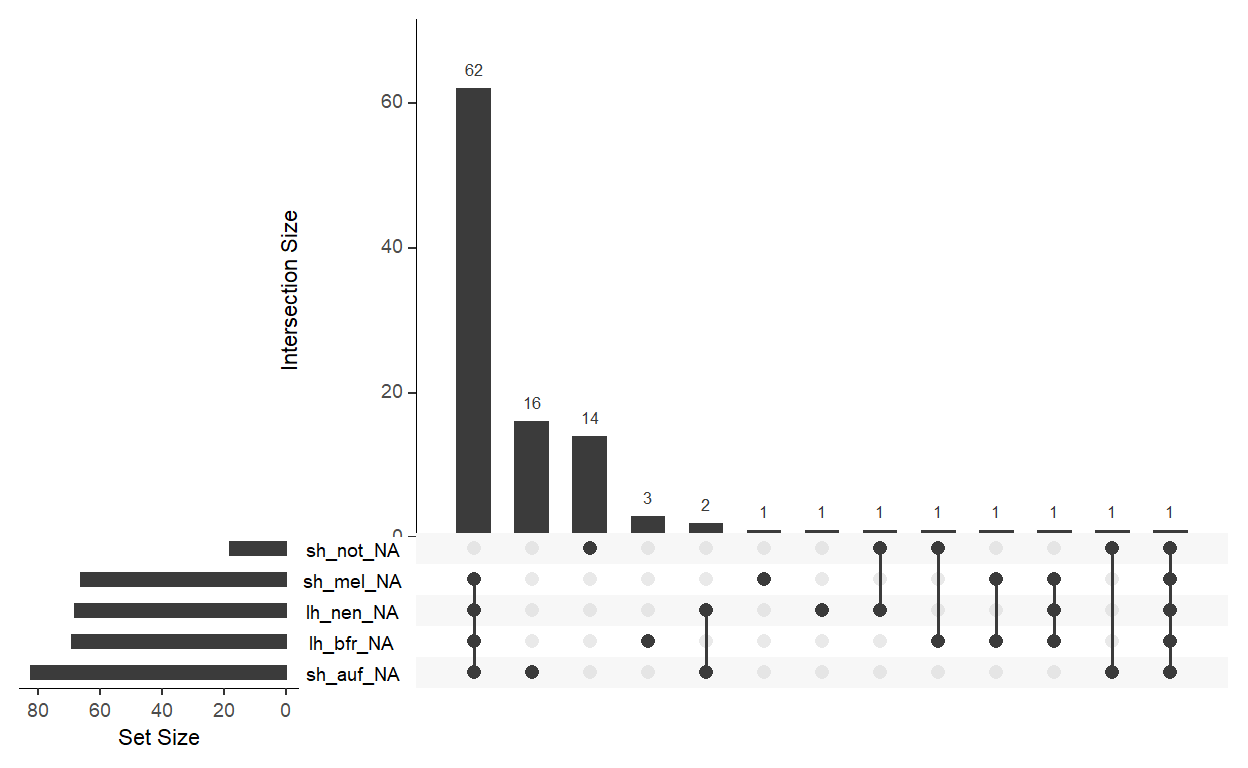 62
60
Intersection Size
40
20
16
14
3
2
1 1 1 1 1 1 1 1
0
sh_not_NA
sh_mel_NA
lh_nen_NA
lh_bfr_NA
sh_auf_NA
80 60 40 20 0
Set Size